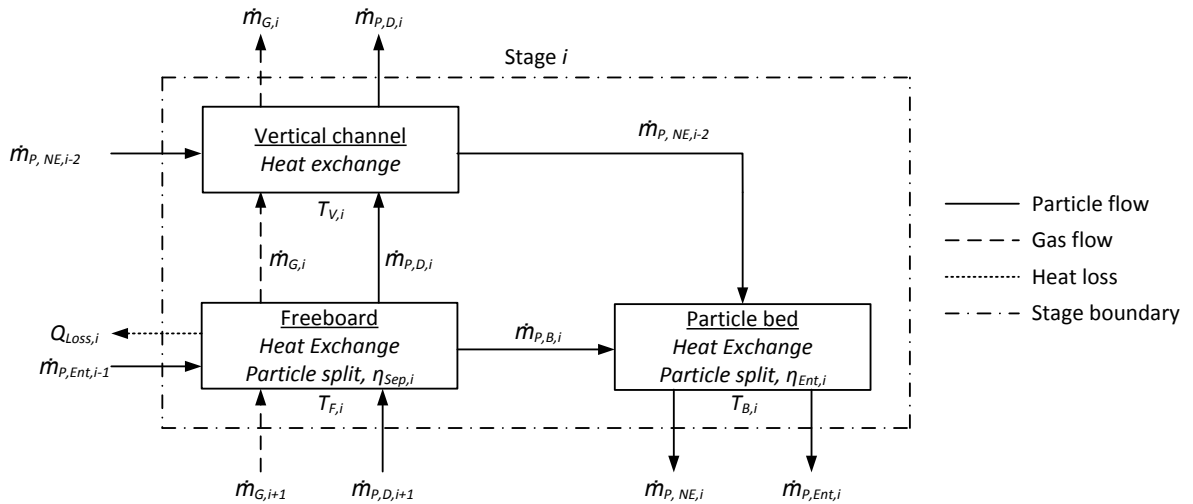 ṁG,i
ṁP,D,i
Stage i
Vertical channel
Heat exchange
ṁP, NE,i-2
ṁP, NE,i-2
TV,i
ṁG,i
ṁP,D,i
Particle flow
Gas flow
Heat loss
Stage boundary
QLoss,i
ṁP,Ent,i-1
Freeboard
Heat Exchange
Particle split, ηSep,i
TF,i
ṁP,B,i
Particle bed
Heat Exchange
Particle split, ηEnt,i
TB,i
ṁG,i+1
ṁP,D,i+1
ṁP, NE,i
ṁP,Ent,i